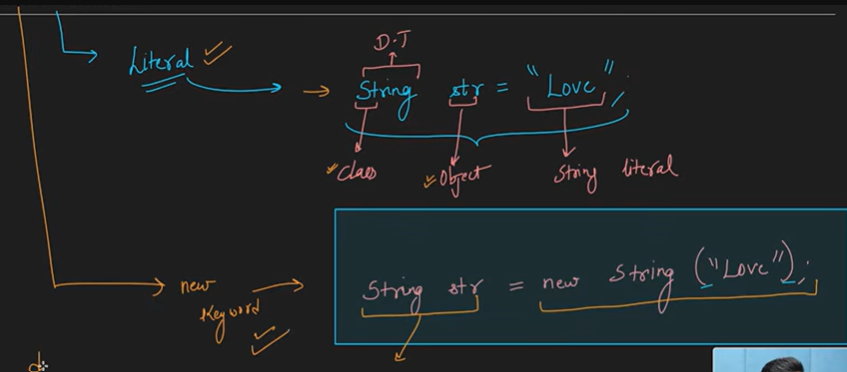 D.T
Literal → String str = "Love";
Class Object String literal
new Keyword → String str = new String ("Love");
d